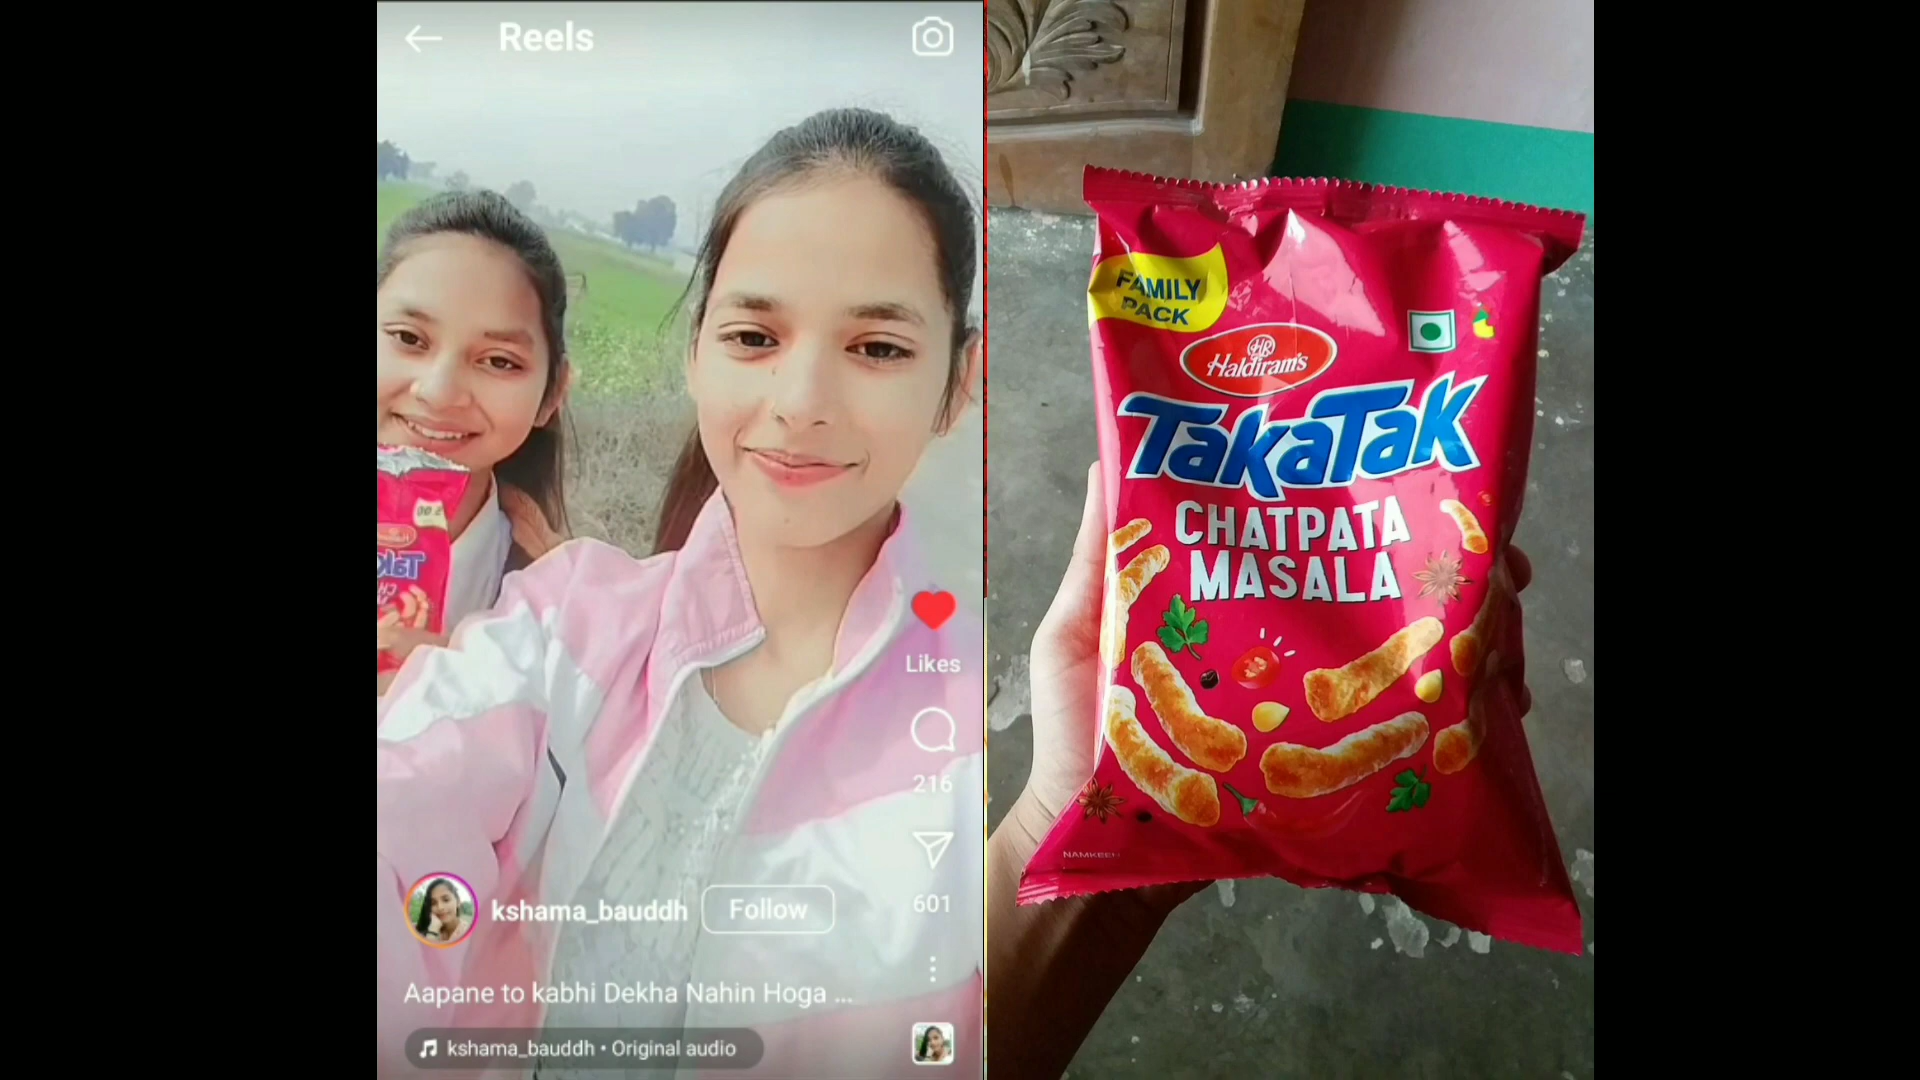 Reels
Likes
216
601
kshama_bauddh
Follow
Aapane to kabhi Dekha Nahin Hoga ...
kshama_bauddh • Original audio
FAMILY
PACK
HR
Haldiram's
TakaTak
CHATPATA
MASALA
NAMKEEN